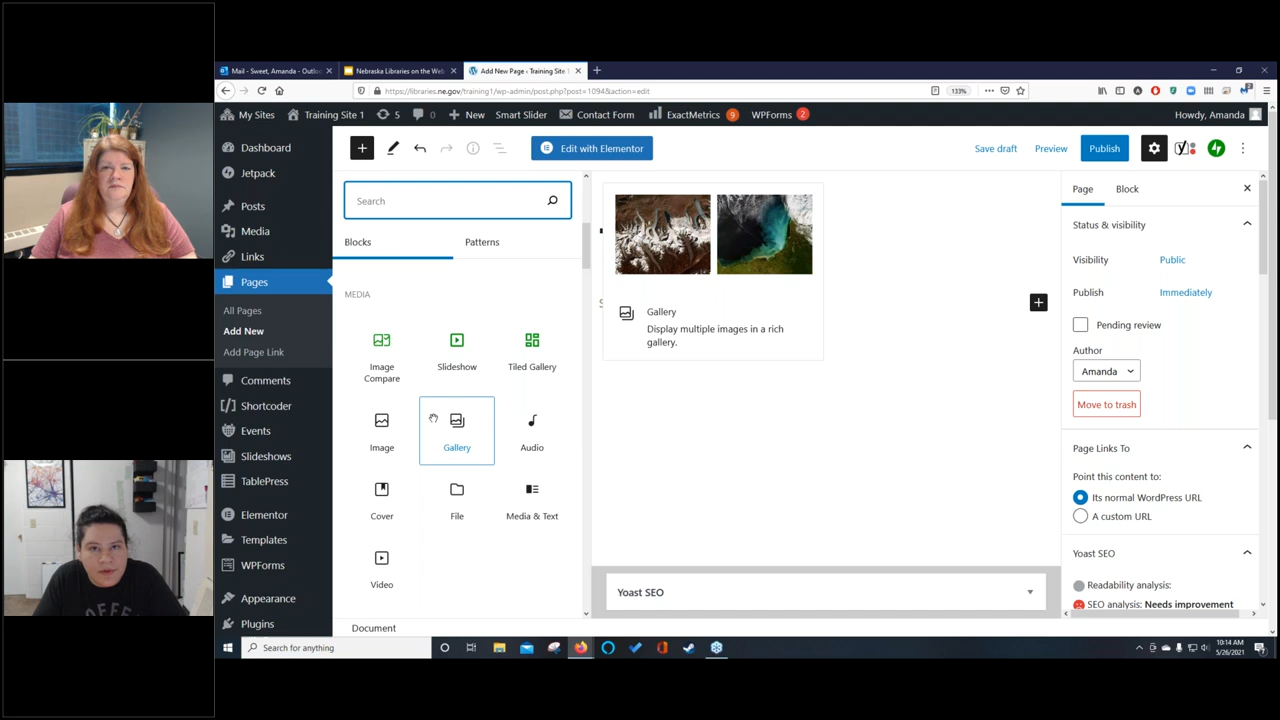 Mail - Sweet, Amanda - Outlo
Nebraska Libraries on the Web
Add New Page ‹ Training Site 1
https://libraries.ne.gov/training1/wp-admin/post.php?post=1094&action=edit
133%
My Sites
Training Site 1
5
0
New
Smart Slider
Contact Form
ExactMetrics
9
WPForms
2
Howdy, Amanda
Dashboard
Jetpack
Posts
Media
Links
Pages
All Pages
Add New
Add Page Link
Comments
Shortcoder
Events
Slideshows
TablePress
Elementor
Templates
WPForms
Appearance
Plugins
Edit with Elementor
Save draft
Preview
Publish
Search
Blocks
Patterns
MEDIA
Image
Compare
Slideshow
Tiled Gallery
Image
Gallery
Audio
Cover
File
Media & Text
Video
Gallery
Display multiple images in a rich
gallery.
Yoast SEO
Document
Page
Block
Status & visibility
Visibility
Public
Publish
Immediately
Pending review
Author
Amanda
Move to trash
Page Links To
Point this content to:
Its normal WordPress URL
A custom URL
Yoast SEO
Readability analysis:
SEO analysis: Needs improvement
Search for anything
10:14 AM
5/26/2021